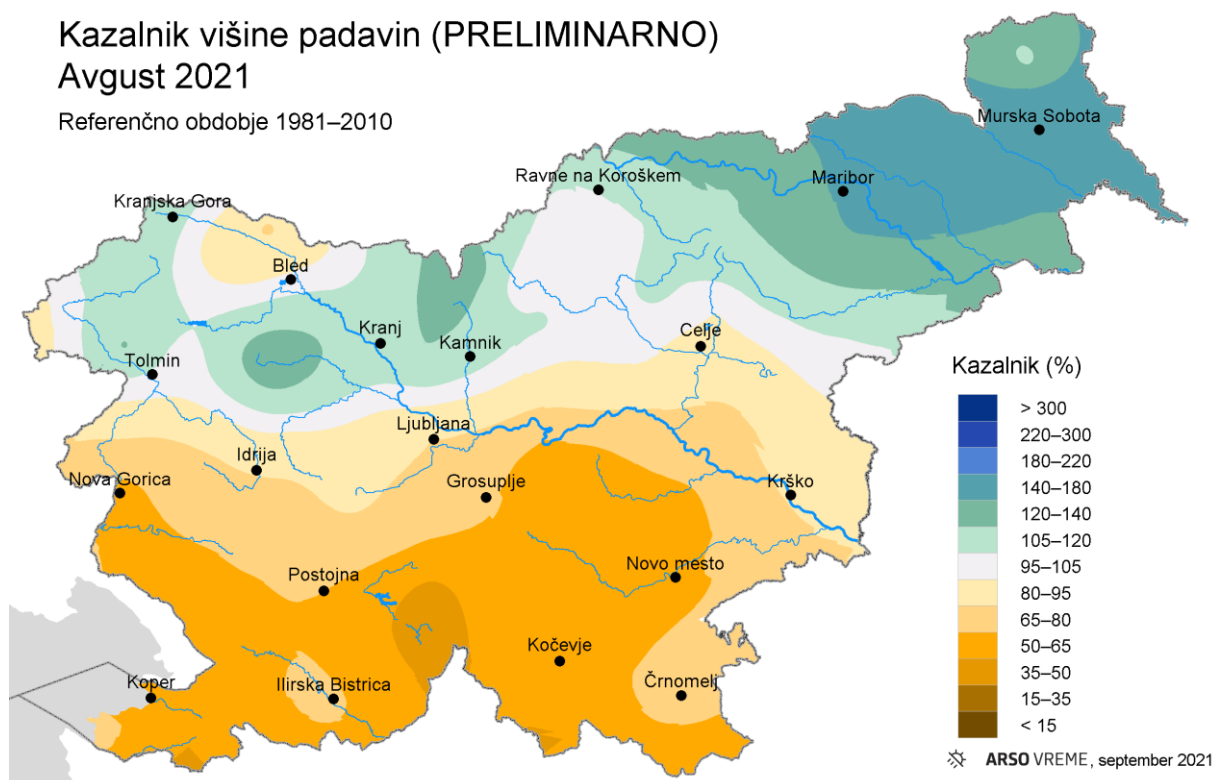 Kazalnik višine padavin (PRELIMINARNO)
Avgust 2021
Referenčno obdobje 1981–2010
Murska Sobota
Ravne na Koroškem
Maribor
Kranjska Gora
Bled
Kranj
Kamnik
Celje
Tolmin
Ljubljana
Idrija
Nova Gorica
Grosuplje
Krško
Novo mesto
Postojna
Kočevje
Koper
Ilirska Bistrica
Črnomelj
Kazalnik (%)
> 300
220–300
180–220
140–180
120–140
105–120
95–105
80–95
65–80
50–65
35–50
15–35
< 15
ARSO VREME, september 2021